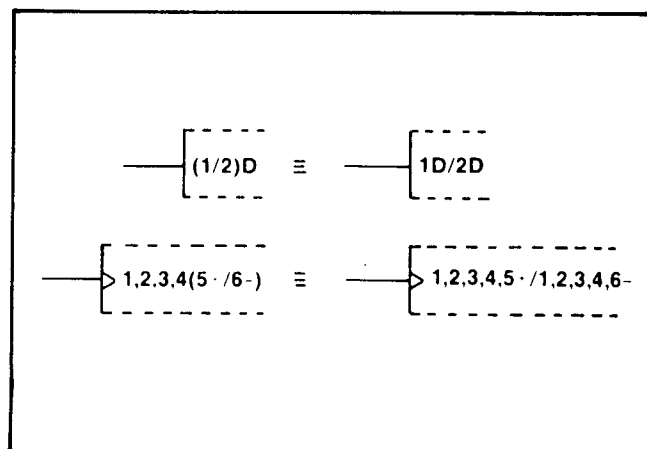 (1/2)D ≡ 1D/2D
1,2,3,4(5 · /6-) ≡ 1,2,3,4,5 · /1,2,3,4,6-